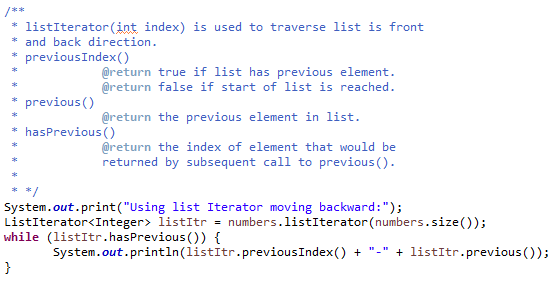 /**
 * listIterator(int index) is used to traverse list is front
 * and back direction.
 * previousIndex()
 *         @return true if list has previous element.
 *         @return false if start of list is reached.
 * previous()
 *         @return the previous element in list.
 * hasPrevious()
 *         @return the index of element that would be
 *         returned by subsequent call to previous().
 *
 * */
System.out.print("Using list Iterator moving backward:");
ListIterator<Integer> listItr = numbers.listIterator(numbers.size());
while (listItr.hasPrevious()) {
       System.out.println(listItr.previousIndex() + "-" + listItr.previous());
}